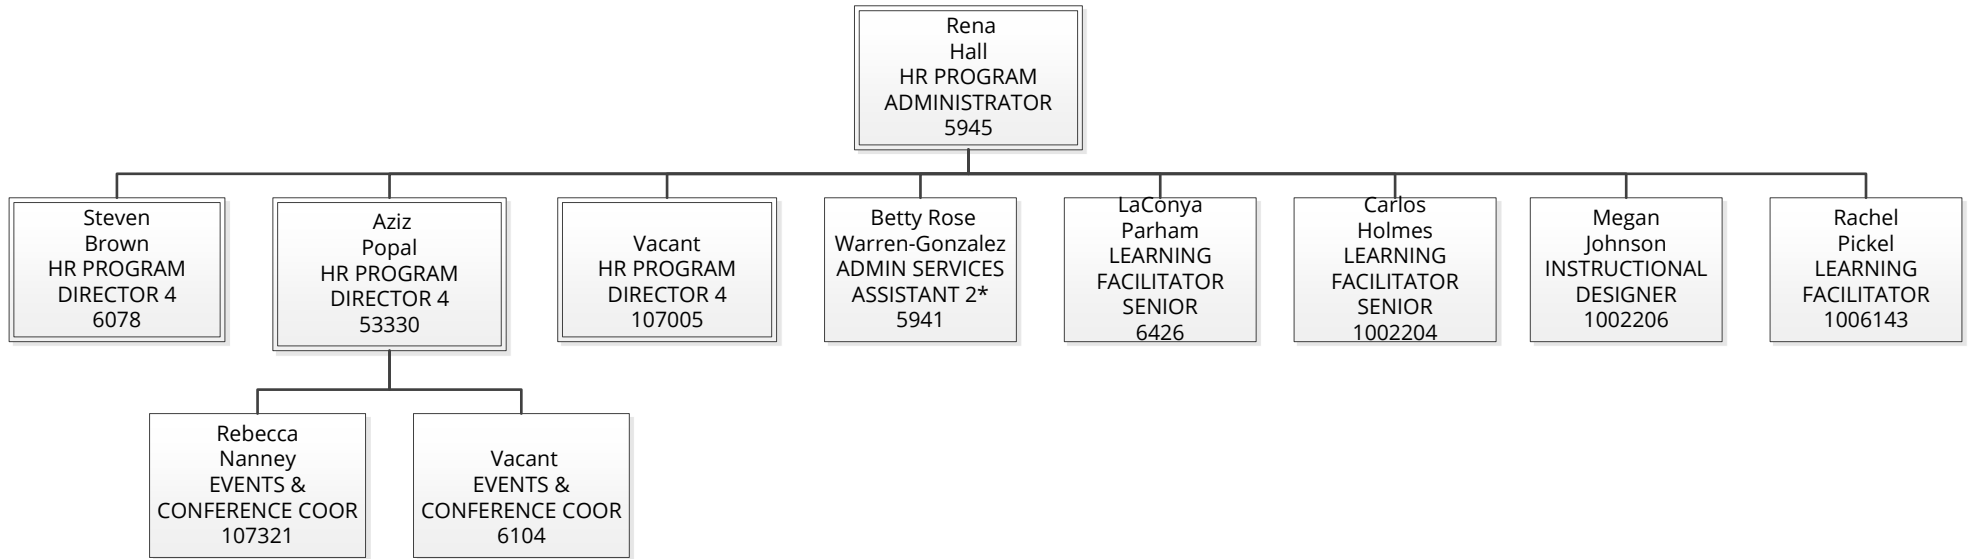 Rena
Hall
HR PROGRAM
ADMINISTRATOR
5945
Steven
Brown
HR PROGRAM
DIRECTOR 4
6078
Aziz
Popal
HR PROGRAM
DIRECTOR 4
53330
Vacant
HR PROGRAM
DIRECTOR 4
107005
Betty Rose
Warren-Gonzalez
ADMIN SERVICES
ASSISTANT 2*
5941
LaConya
Parham
LEARNING
FACILITATOR
SENIOR
6426
Carlos
Holmes
LEARNING
FACILITATOR
SENIOR
1002204
Megan
Johnson
INSTRUCTIONAL
DESIGNER
1002206
Rachel
Pickel
LEARNING
FACILITATOR
1006143
Rebecca
Nanney
EVENTS &
CONFERENCE COOR
107321
Vacant
EVENTS &
CONFERENCE COOR
6104